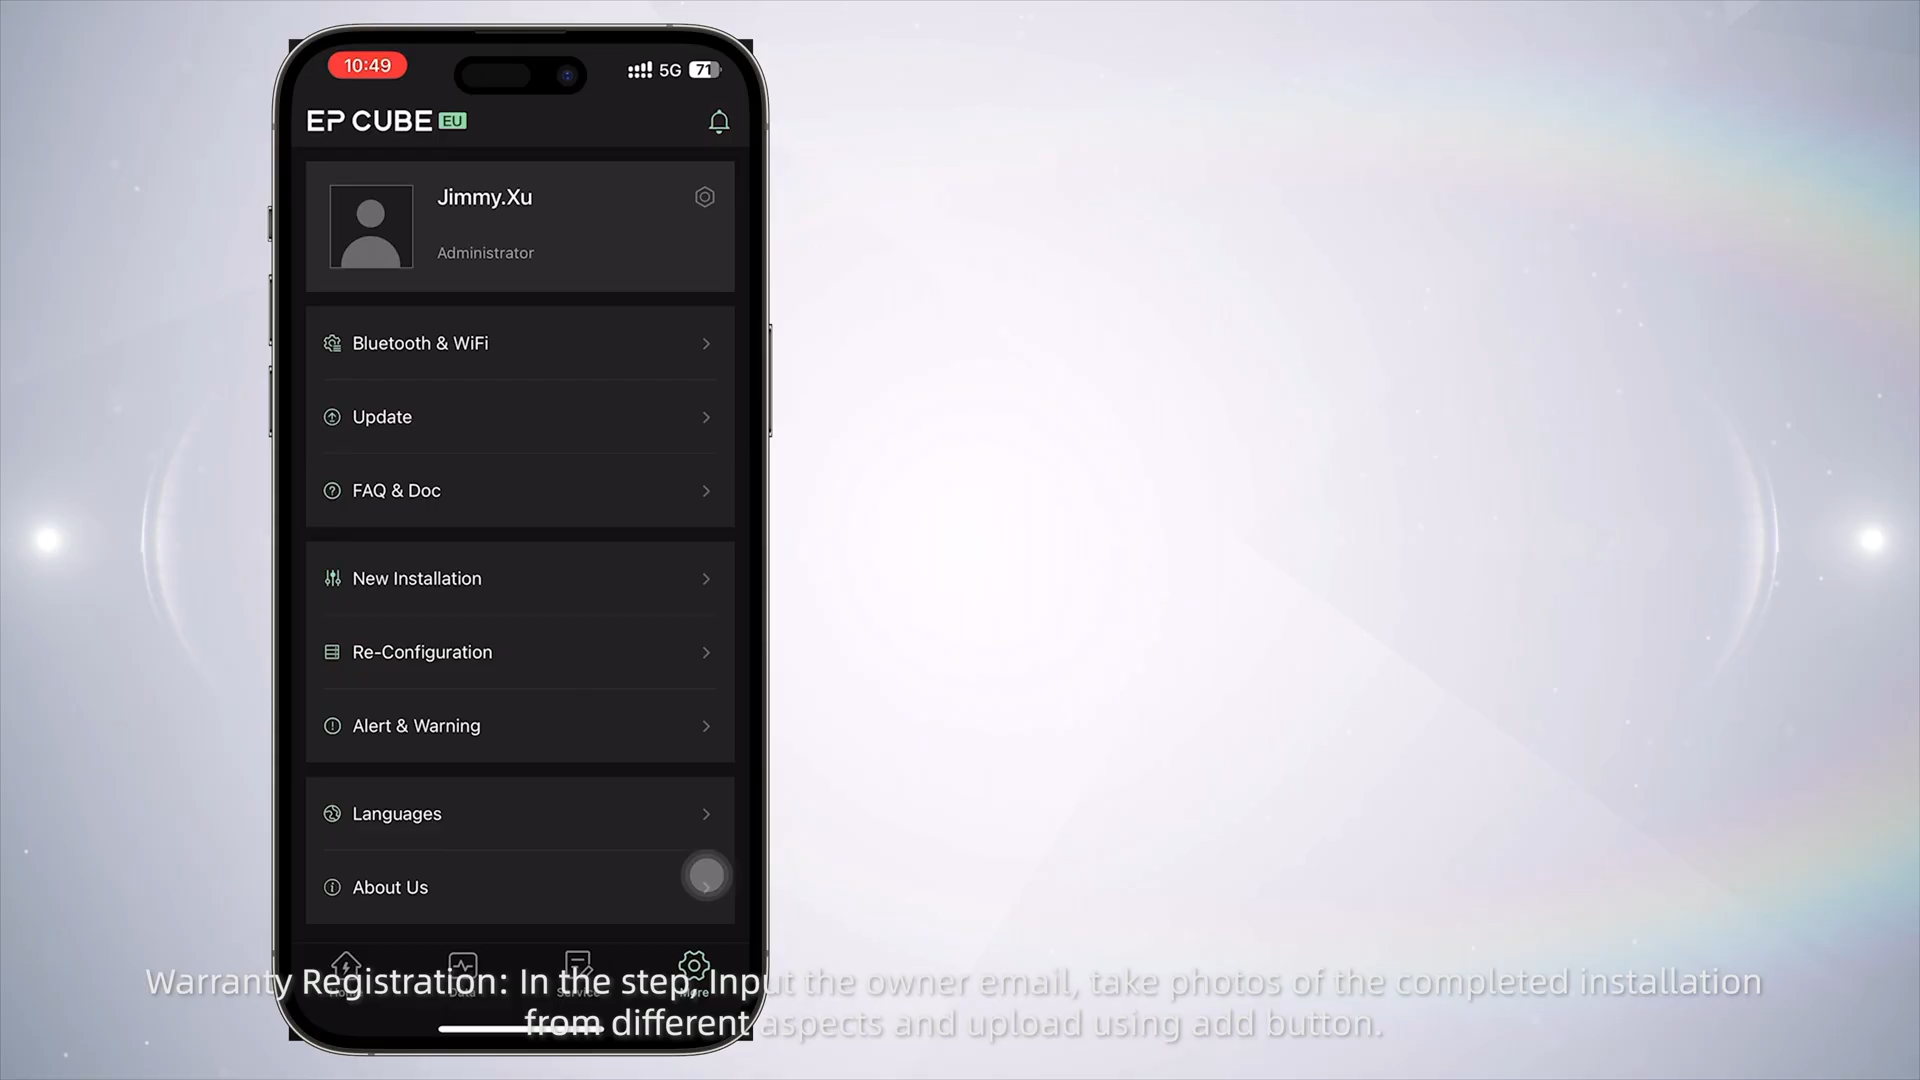 10:49
5G 71
EP CUBE EU
Jimmy.Xu
Administrator
Bluetooth & WiFi
Update
FAQ & Doc
New Installation
Re-Configuration
Alert & Warning
Languages
About Us
Warranty Registration: In the step, Input the owner email, take photos of the completed installation
from different aspects and upload using add button.